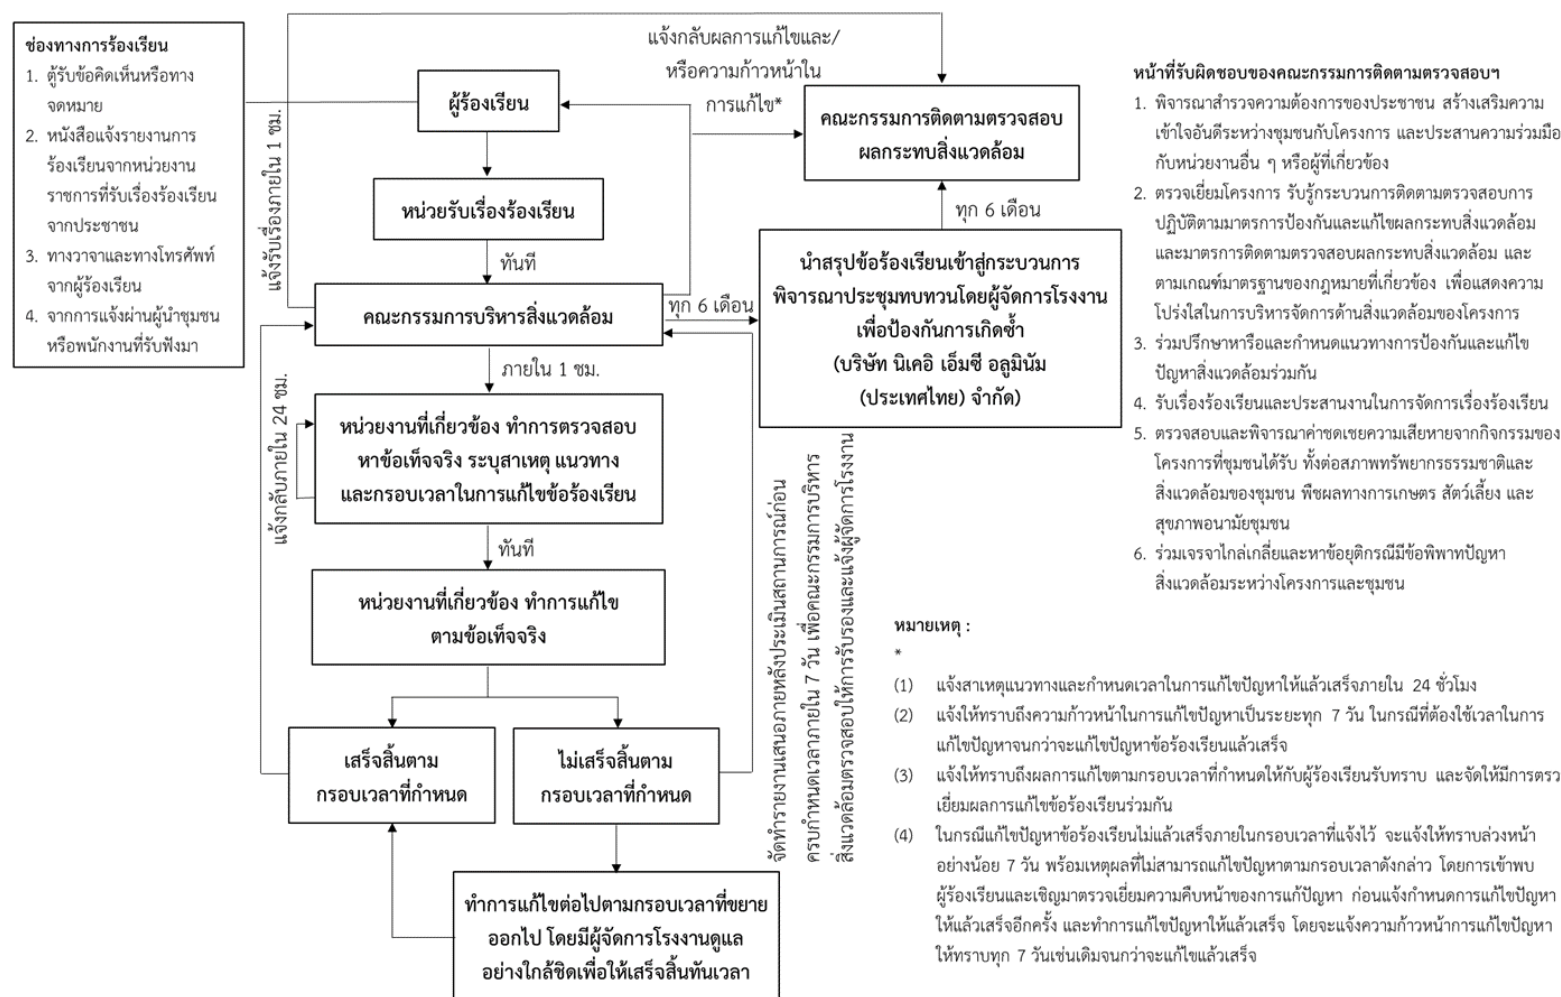 ช่องทางการร้องเรียน
1. ตู้รับข้อคิดเห็นหรือทาง
จดหมาย
2. หนังสือแจ้งรายงานการ
ร้องเรียนจากหน่วยงาน
ราชการที่รับเรื่องร้องเรียน
จากประชาชน
3. ทางวาจาและทางโทรศัพท์
จากผู้ร้องเรียน
4. จากการแจ้งผ่านผู้นำชุมชน
หรือพนักงานที่รับฟังมา
ผู้ร้องเรียน
แจ้งกลับผลการแก้ไขและ/
หรือความก้าวหน้าใน
การแก้ไข*
คณะกรรมการติดตามตรวจสอบ
ผลกระทบสิ่งแวดล้อม
แจ้งรับเรื่องภายใน 1 ชม.
หน่วยรับเรื่องร้องเรียน
ทันที
ทุก 6 เดือน
คณะกรรมการบริหารสิ่งแวดล้อม
ทุก 6 เดือน
นำสรุปข้อร้องเรียนเข้าสู่กระบวนการ
พิจารณาประชุมทบทวนโดยผู้จัดการโรงงาน
เพื่อป้องกันการเกิดซ้ำ
(บริษัท นิเคอิ เอ็มซี อลูมินัม
(ประเทศไทย) จำกัด)
ภายใน 1 ชม.
แจ้งกลับภายใน 24 ชม.
หน่วยงานที่เกี่ยวข้อง ทำการตรวจสอบ
หาข้อเท็จจริง ระบุสาเหตุ แนวทาง
และกรอบเวลาในการแก้ไขข้อร้องเรียน
ทันที
หน่วยงานที่เกี่ยวข้อง ทำการแก้ไข
ตามข้อเท็จจริง
เสร็จสิ้นตาม
กรอบเวลาที่กำหนด
ไม่เสร็จสิ้นตาม
กรอบเวลาที่กำหนด
ทำการแก้ไขต่อไปตามกรอบเวลาที่ขยาย
ออกไป โดยมีผู้จัดการโรงงานดูแล
อย่างใกล้ชิดเพื่อให้เสร็จสิ้นทันเวลา
จัดทำรายงานเสนอภายหลังประเมินสถานการณ์ก่อน
ครบกำหนดเวลาภายใน 7 วัน เพื่อคณะกรรมการบริหาร
สิ่งแวดล้อมตรวจสอบให้การรับรองและแจ้งผู้จัดการโรงงาน
หน้าที่รับผิดชอบของคณะกรรมการติดตามตรวจสอบฯ
1. พิจารณาสำรวจความต้องการของประชาชน สร้างเสริมความ
เข้าใจอันดีระหว่างชุมชนกับโครงการ และประสานความร่วมมือ
กับหน่วยงานอื่น ๆ หรือผู้ที่เกี่ยวข้อง
2. ตรวจเยี่ยมโครงการ รับรู้กระบวนการติดตามตรวจสอบการ
ปฏิบัติตามมาตรการป้องกันและแก้ไขผลกระทบสิ่งแวดล้อม
และมาตรการติดตามตรวจสอบผลกระทบสิ่งแวดล้อม และ
ตามเกณฑ์มาตรฐานของกฎหมายที่เกี่ยวข้อง เพื่อแสดงความ
โปร่งใสในการบริหารจัดการด้านสิ่งแวดล้อมของโครงการ
3. ร่วมปรึกษาหารือและกำหนดแนวทางการป้องกันและแก้ไข
ปัญหาสิ่งแวดล้อมร่วมกัน
4. รับเรื่องร้องเรียนและประสานงานในการจัดการเรื่องร้องเรียน
5. ตรวจสอบและพิจารณาค่าชดเชยความเสียหายจากกิจกรรมของ
โครงการที่ชุมชนได้รับ ทั้งต่อสภาพทรัพยากรธรรมชาติและ
สิ่งแวดล้อมของชุมชน พืชผลทางการเกษตร สัตว์เลี้ยง และ
สุขภาพอนามัยชุมชน
6. ร่วมเจรจาไกล่เกลี่ยและหาข้อยุติกรณีมีข้อพิพาทปัญหา
สิ่งแวดล้อมระหว่างโครงการและชุมชน
หมายเหตุ :
*
(1) แจ้งสาเหตุแนวทางและกำหนดเวลาในการแก้ไขปัญหาให้แล้วเสร็จภายใน 24 ชั่วโมง
(2) แจ้งให้ทราบถึงความก้าวหน้าในการแก้ไขปัญหาเป็นระยะทุก 7 วัน ในกรณีที่ต้องใช้เวลาในการ
แก้ไขปัญหาจนกว่าจะแก้ไขปัญหาข้อร้องเรียนแล้วเสร็จ
(3) แจ้งให้ทราบถึงผลการแก้ไขตามกรอบเวลาที่กำหนดให้กับผู้ร้องเรียนรับทราบ และจัดให้มีการตรว
เยี่ยมผลการแก้ไขข้อร้องเรียนร่วมกัน
(4) ในกรณีแก้ไขปัญหาข้อร้องเรียนไม่แล้วเสร็จภายในกรอบเวลาที่แจ้งไว้ จะแจ้งให้ทราบล่วงหน้า
อย่างน้อย 7 วัน พร้อมเหตุผลที่ไม่สามารถแก้ไขปัญหาตามกรอบเวลาดังกล่าว โดยการเข้าพบ
ผู้ร้องเรียนและเชิญมาตรวจเยี่ยมความคืบหน้าของการแก้ปัญหา ก่อนแจ้งกำหนดการแก้ไขปัญหา
ให้แล้วเสร็จอีกครั้ง และทำการแก้ไขปัญหาให้แล้วเสร็จ โดยจะแจ้งความก้าวหน้าการแก้ไขปัญหา
ให้ทราบทุก 7 วันเช่นเดิมจนกว่าจะแก้ไขแล้วเสร็จ